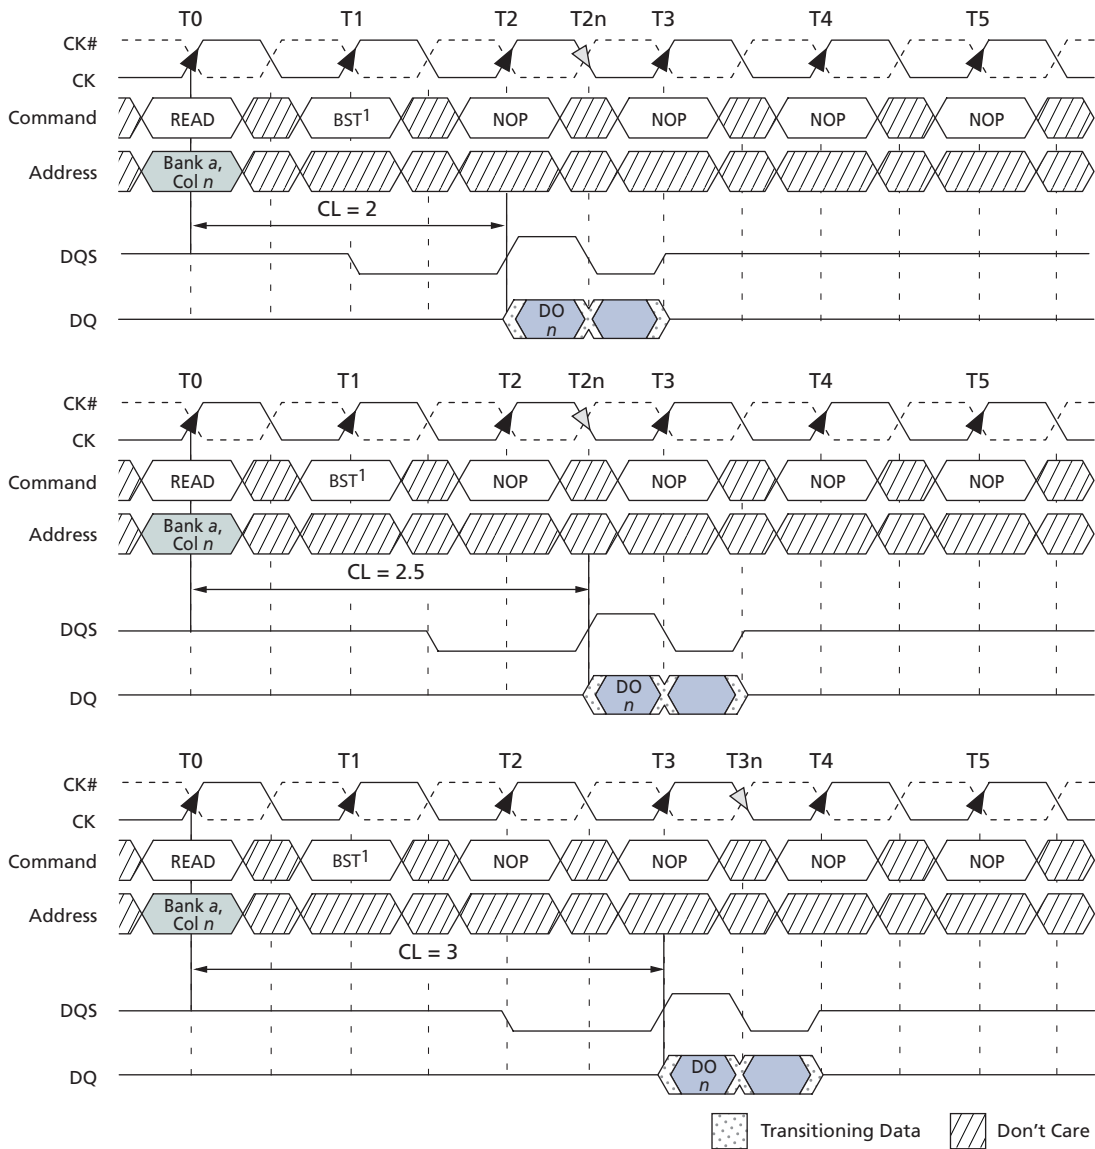 T0 T1 T2 T2n T3 T4 T5
CK#
CK
Command READ BST1 NOP NOP NOP NOP
Address Bank a,
Col n
CL = 2
DQS
DO
DQ
n
T0 T1 T2 T2n T3 T4 T5
CK#
CK
Command READ BST1 NOP NOP NOP NOP
Address Bank a,
Col n
CL = 2.5
DQS
DO
DQ
n
T0 T1 T2 T3 T3n T4 T5
CK#
CK
Command READ BST1 NOP NOP NOP NOP
Address Bank a,
Col n
CL = 3
DQS
DO
DQ
n
Transitioning Data Don't Care